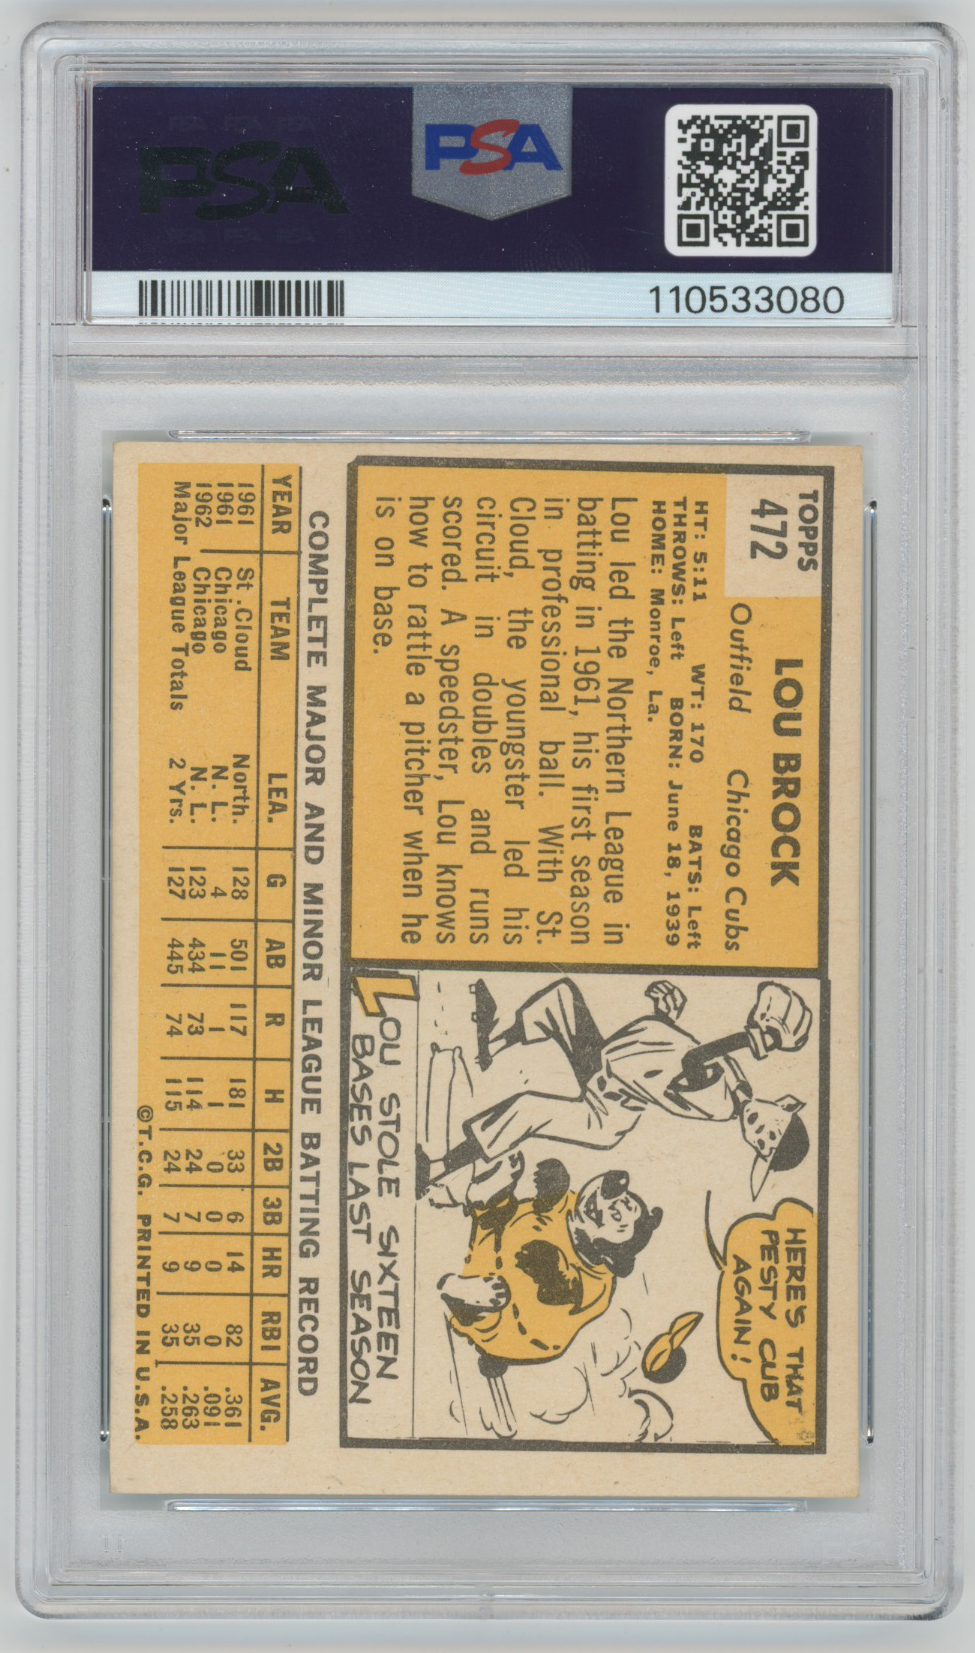 PSA
PSA
110533080
TOPPS
472
LOU BROCK
Outfield Chicago Cubs
HT: 5:11 WT: 170 BATS: Left
THROWS: Left BORN: June 18, 1939
HOME: Monroe, La.
Lou led the Northern League in
batting in 1961, his first season
in professional ball. With St.
Cloud, the youngster led his
circuit in doubles and runs
scored. A speedster, Lou knows
how to rattle a pitcher when he
is on base.
HERE'S THAT
PESTY CUB
AGAIN!
LOU STOLE SIXTEEN
BASES LAST SEASON
COMPLETE MAJOR AND MINOR LEAGUE BATTING RECORD
YEAR TEAM LEA. G AB R H 2B 3B HR RBI AVG.
1961 St. Cloud North. 128 501 117 181 33 6 14 82 .361
1961 Chicago N. L. 4 11 1 1 0 0 0 0 .091
1962 Chicago N. L. 123 434 73 114 24 7 9 35 .263
Major League Totals 2 Yrs. 127 445 74 115 24 7 9 35 .258
©T.C.G. PRINTED IN U.S.A.